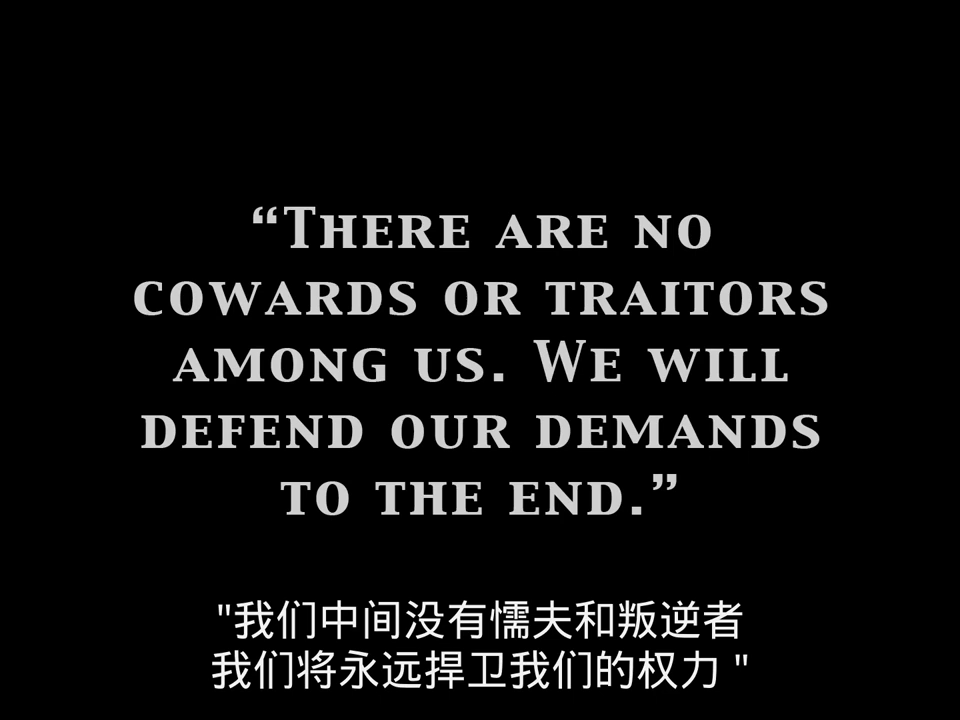 “There are no
cowards or traitors
among us. We will
defend our demands
to the end.”
"我们中间没有懦夫和叛逆者
我们将永远捍卫我们的权力 "